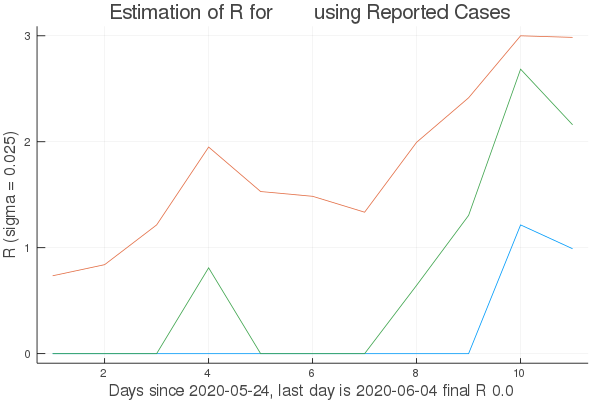 Estimation of R for using Reported Cases
3
2
1
0
R (sigma = 0.025)
2 4 6 8 10
Days since 2020-05-24, last day is 2020-06-04 final R 0.0